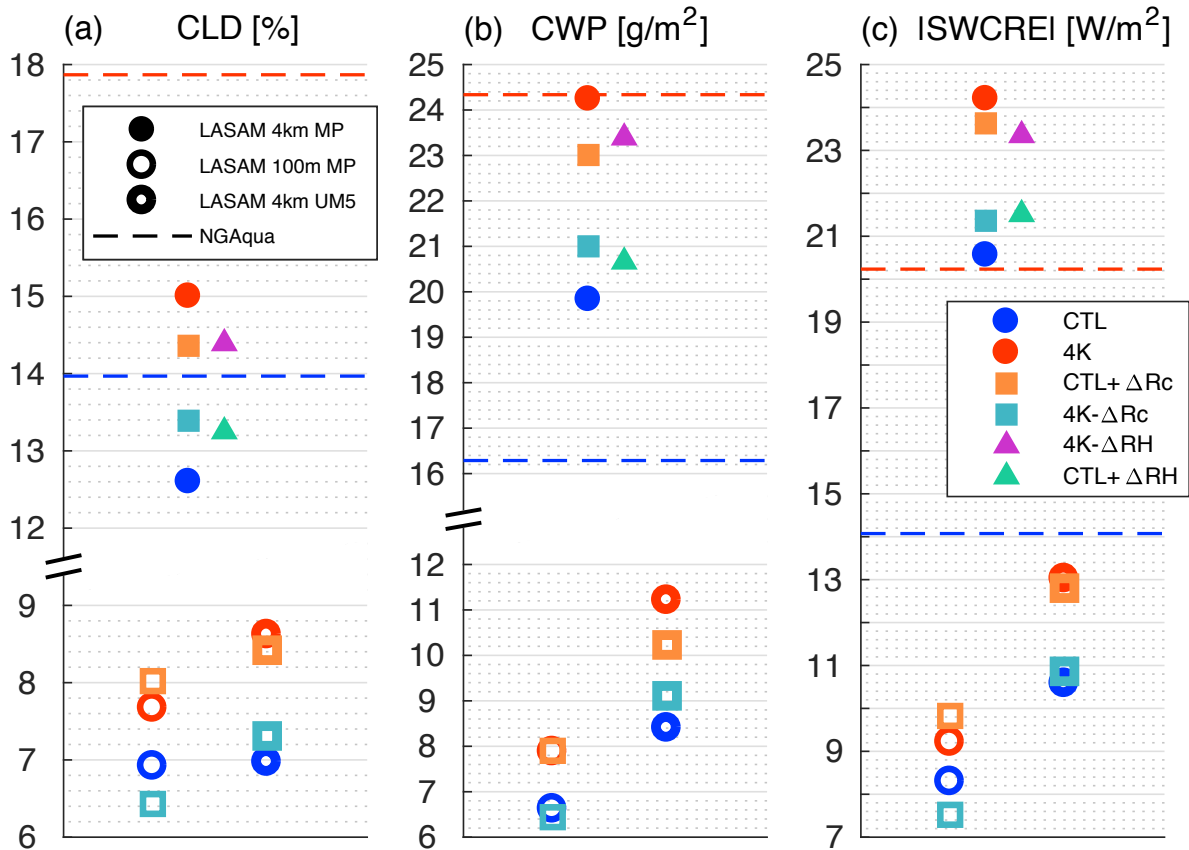 (a) CLD [%]
18
17
16
15
14
13
12
9
8
7
6
LASAM 4km MP
LASAM 100m MP
LASAM 4km UM5
NGAqua
(b) CWP [g/m²]
25
24
23
22
21
20
19
18
17
16
12
11
10
9
8
7
6
(c) |SWCRE| [W/m²]
25
23
21
19
17
15
13
11
9
7
CTL
4K
CTL+ ΔRc
4K-ΔRc
4K-ΔRH
CTL+ ΔRH